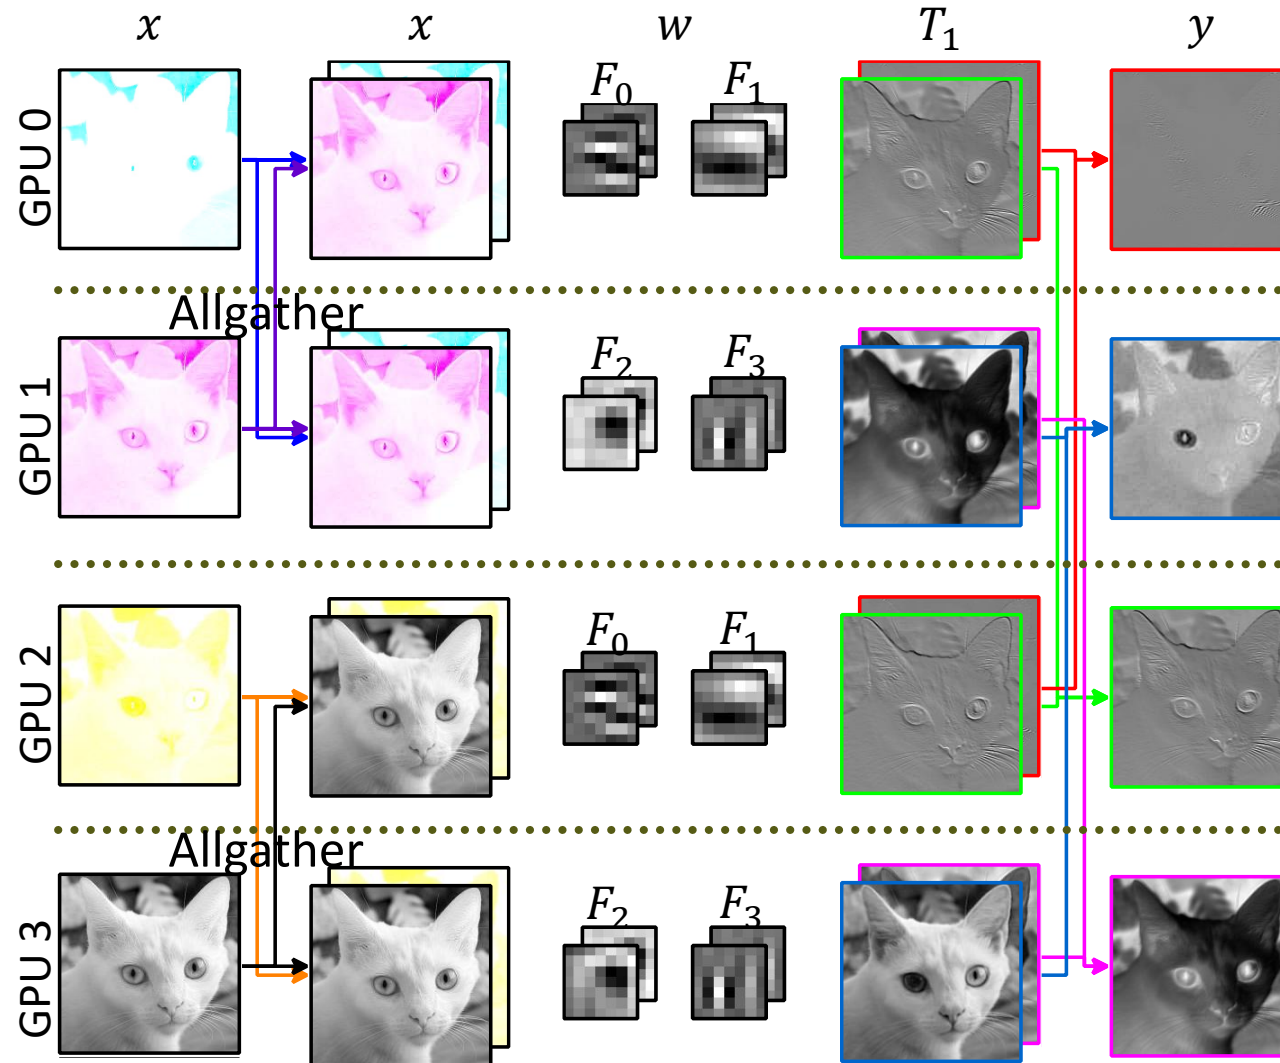 x x w T₁ y
GPU 0
F₀ F₁
Allgather
GPU 1
F₂ F₃
GPU 2
F₀ F₁
Allgather
GPU 3
F₂ F₃